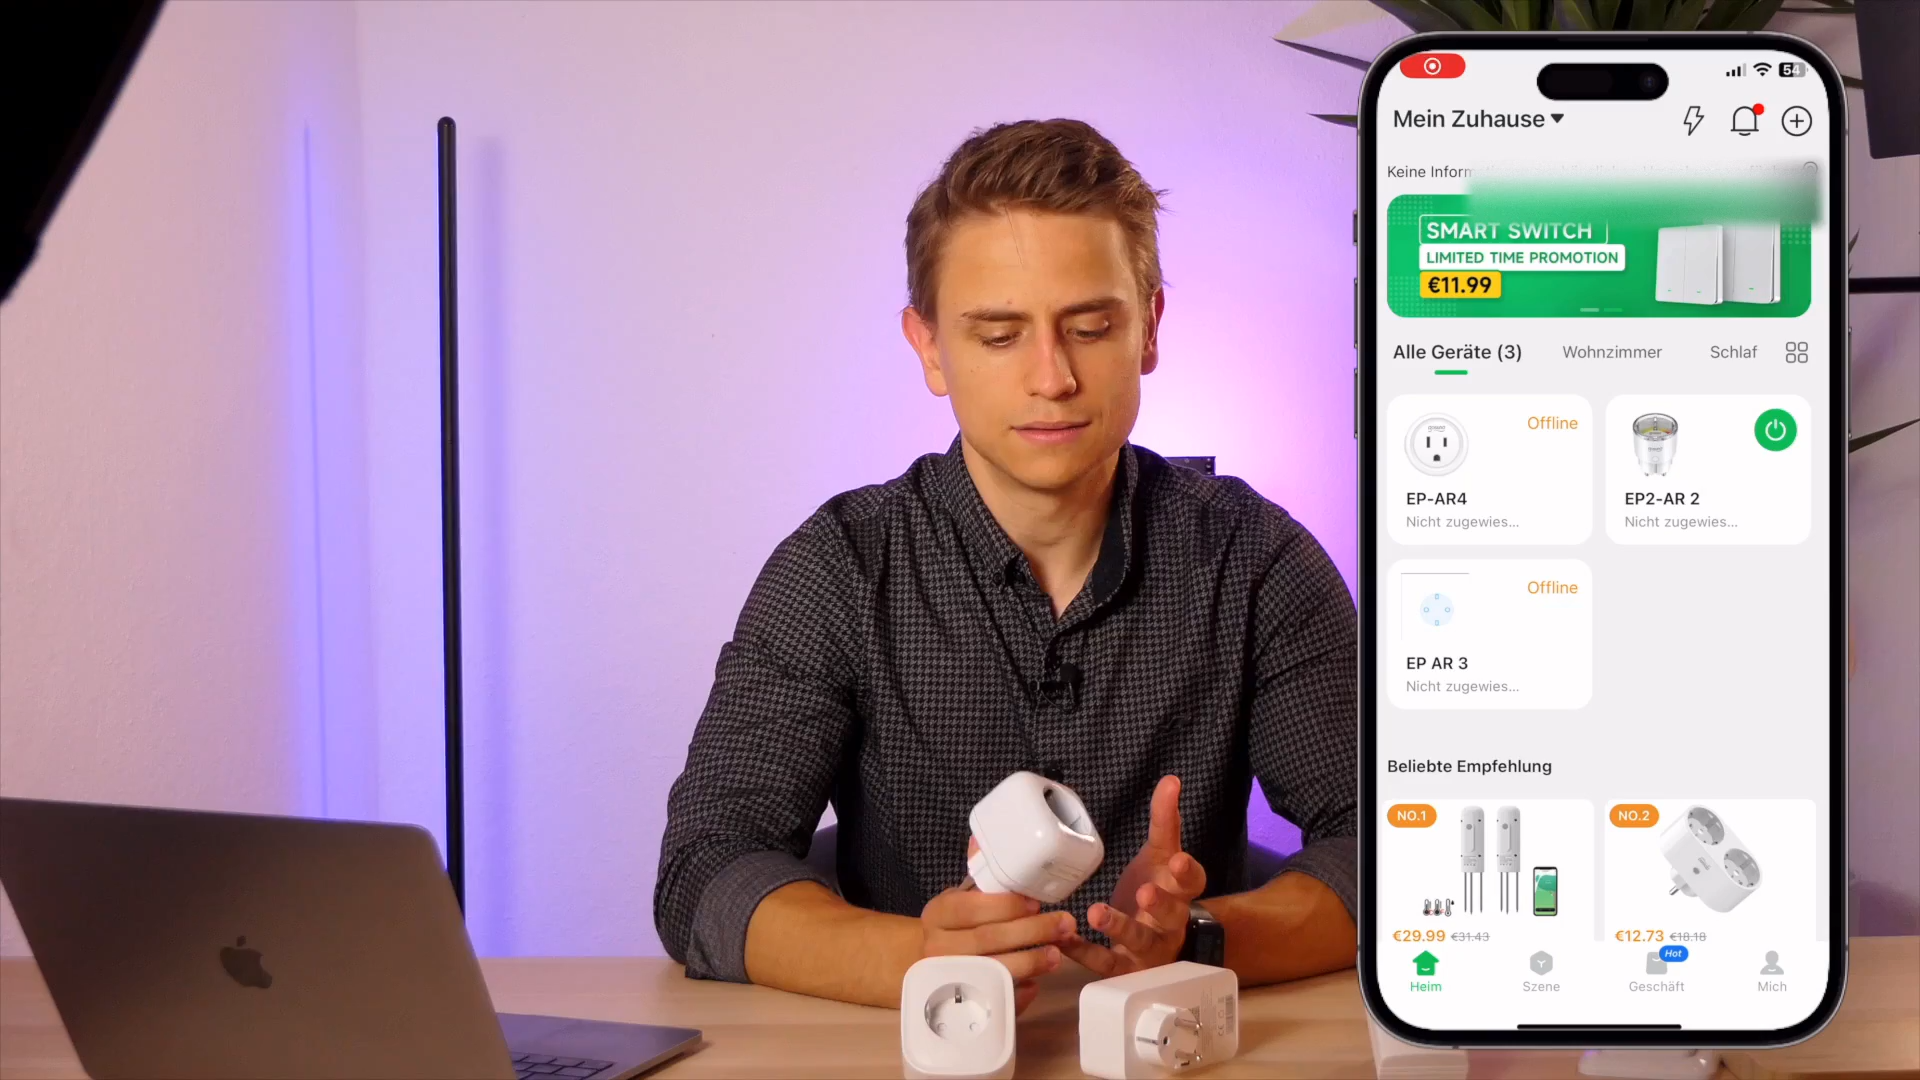 54
Mein Zuhause
Keine Inform
SMART SWITCH
LIMITED TIME PROMOTION
€11.99
Alle Geräte (3) Wohnzimmer Schlaf
Offline
EP-AR4
Nicht zugewies...
EP2-AR 2
Nicht zugewies...
Offline
EP AR 3
Nicht zugewies...
Beliebte Empfehlung
NO.1
€29.99 €31.43
NO.2
€12.73 €18.18
Hot
Heim Szene Geschäft Mich